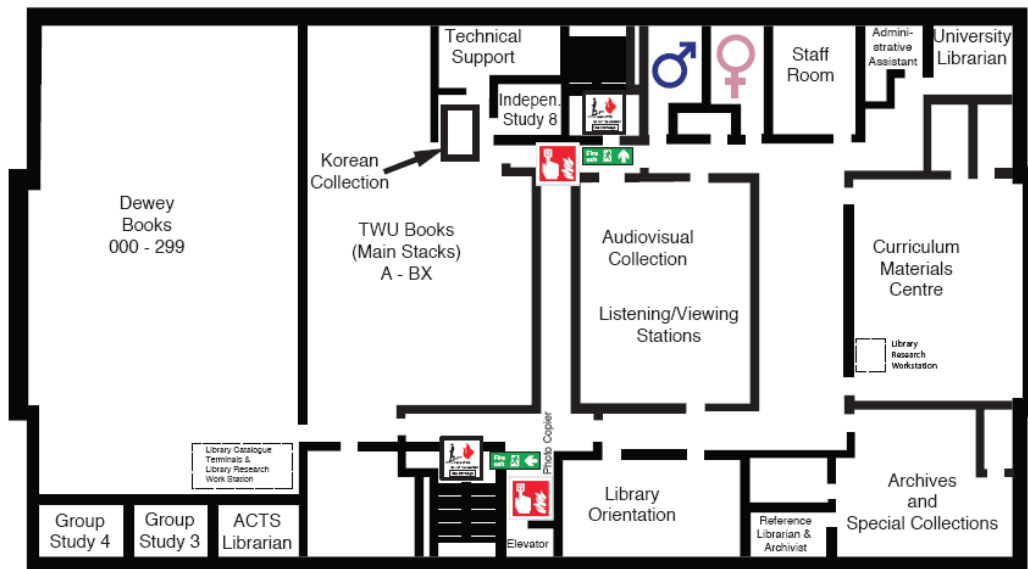 Technical
Support
Indepen.
Study 8
Staff
Room
Admini-
strative
Assistant
University
Librarian
Korean
Collection
Fire
exit
Dewey
Books
000 - 299
TWU Books
(Main Stacks)
A - BX
Audiovisual
Collection
Listening/Viewing
Stations
Curriculum
Materials
Centre
Library
Research
Workstation
Photo Copier
Library Catalogue
Terminals &
Library Research
Work Station
Fire
exit
Group
Study 4
Group
Study 3
ACTS
Librarian
Elevator
Library
Orientation
Reference
Librarian &
Archivist
Archives
and
Special Collections